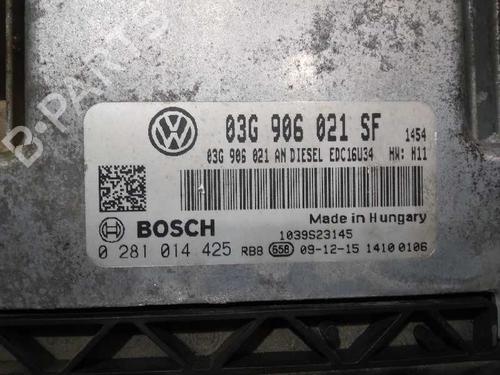 B-PARTS
03G 906 021 SF 1454
03G 906 021 AN DIESEL EDC16U34 HW: H11
BOSCH
Made in Hungary
1039S23145
0 281 014 425 RB8 658 09-12-15 1410 0106